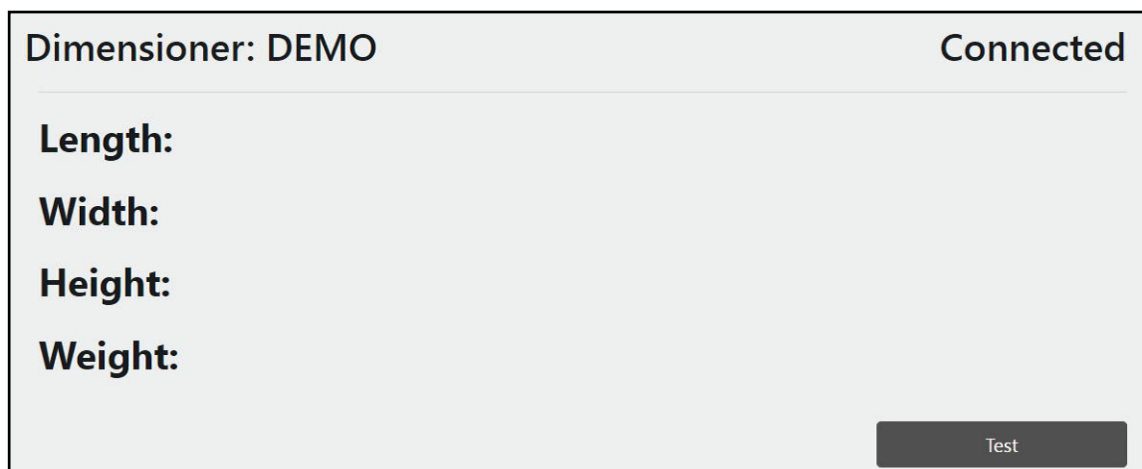 Dimensioner: DEMO Connected
Length:
Width:
Height:
Weight:
Test